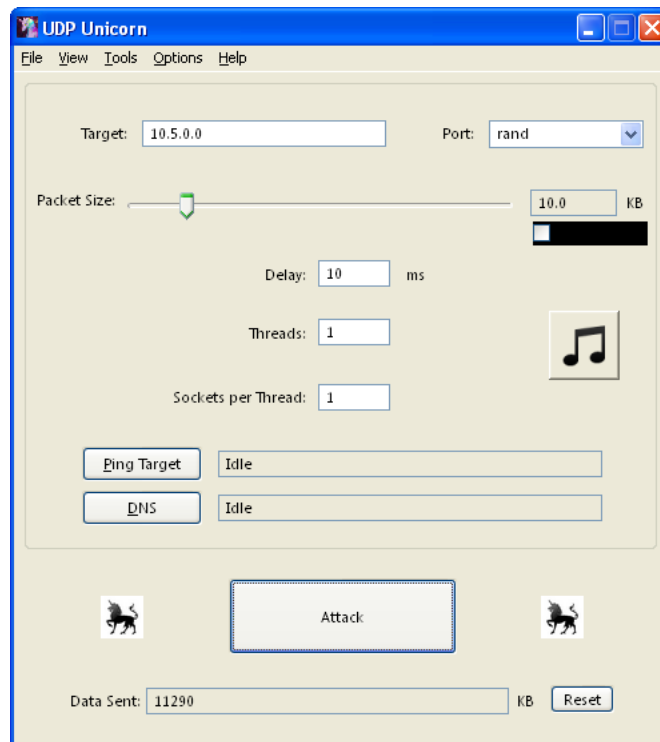 UDP Unicorn
File View Tools Options Help
Target: 10.5.0.0 Port: rand
Packet Size: 10.0 KB
Delay: 10 ms
Threads: 1
Sockets per Thread: 1
Ping Target Idle
DNS Idle
Attack
Data Sent: 11290 KB Reset